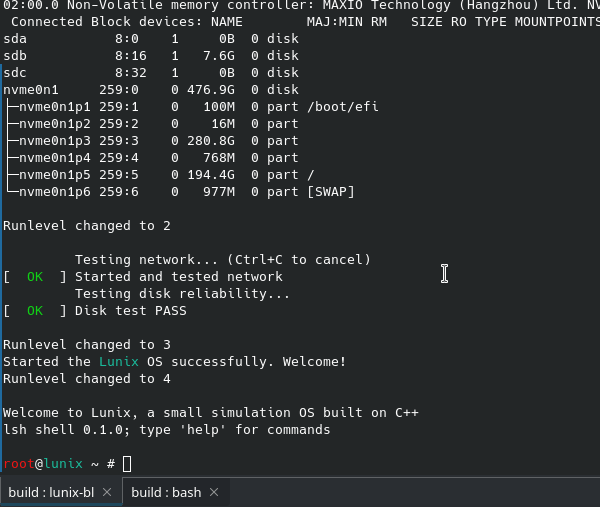 02:00.0 Non-Volatile memory controller: MAXIO Technology (Hangzhou) Ltd. NV
 Connected Block devices: NAME        MAJ:MIN RM   SIZE RO TYPE MOUNTPOINTS
sda           8:0    1     0B  0 disk
sdb           8:16   1   7.6G  0 disk
sdc           8:32   1     0B  0 disk
nvme0n1     259:0    0 476.9G  0 disk
├─nvme0n1p1 259:1    0   100M  0 part /boot/efi
├─nvme0n1p2 259:2    0    16M  0 part
├─nvme0n1p3 259:3    0 280.8G  0 part
├─nvme0n1p4 259:4    0   768M  0 part
├─nvme0n1p5 259:5    0 194.4G  0 part /
└─nvme0n1p6 259:6    0   977M  0 part [SWAP]
Runlevel changed to 2
Testing network... (Ctrl+C to cancel)
[  OK  ] Started and tested network
Testing disk reliability...
[  OK  ] Disk test PASS
Runlevel changed to 3
Started the Lunix OS successfully. Welcome!
Runlevel changed to 4
Welcome to Lunix, a small simulation OS built on C++
lsh shell 0.1.0; type 'help' for commands
root@lunix ~ #
build : lunix-bl
build : bash